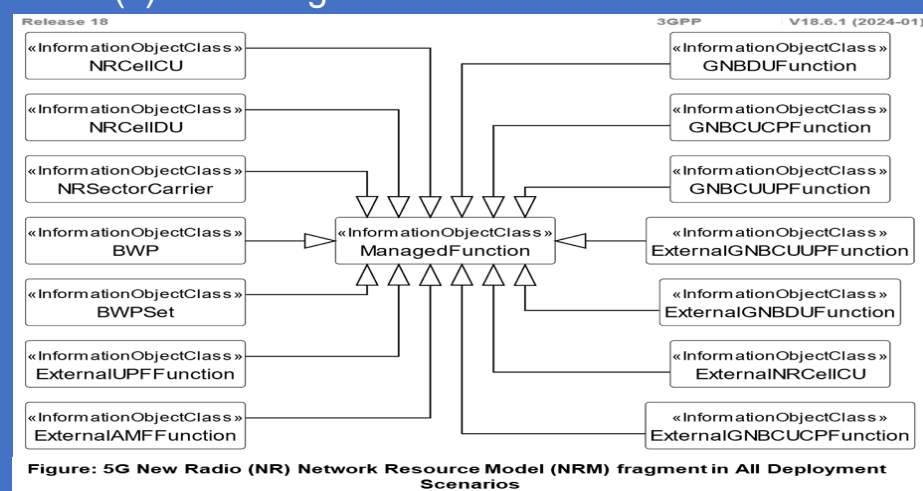 Release 18 3GPP V18.6.1 (2024-01)
«InformationObjectClass»
NRCellCU
«InformationObjectClass»
NRCellDU
«InformationObjectClass»
NRSectorCarrier
«InformationObjectClass»
BWP
«InformationObjectClass»
BWPSet
«InformationObjectClass»
ExternalUPFFunction
«InformationObjectClass»
ExternalAMFFunction
«InformationObjectClass»
ManagedFunction
«InformationObjectClass»
GNBDUFunction
«InformationObjectClass»
GNBCUCPFunction
«InformationObjectClass»
GNBCUUPFunction
«InformationObjectClass»
ExternalGNBCUUPFunction
«InformationObjectClass»
ExternalGNBDUFunction
«InformationObjectClass»
ExternalNRCellCU
«InformationObjectClass»
ExternalGNBCUCPFunction
Figure: 5G New Radio (NR) Network Resource Model (NRM) fragment in All Deployment
Scenarios